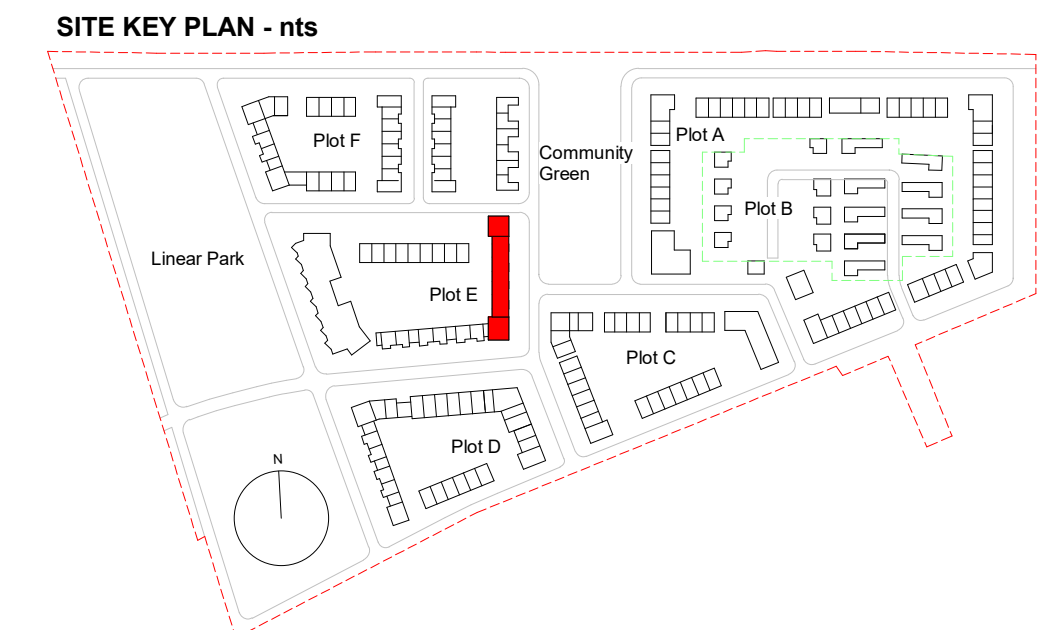 SITE KEY PLAN - nts
Plot F
Plot A
Community
Green
Plot B
Linear Park
Plot E
Plot C
Plot D
N